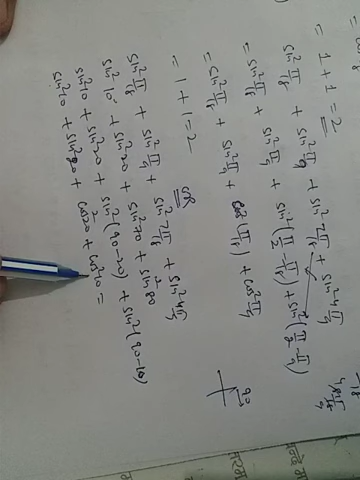 = 1 + 1 = 2
sin²π/18 + sin²π/9 + sin²7π/18 + sin²4π/9
= sin²π/18 + sin²π/9 + sin²(π/2 - π/18) + sin²(π/2 - π/9)
= sin²π/18 + sin²π/9 + cos²(π/18) + cos²π/9
= 1 + 1 = 2
OR
sin²π/18 + sin²π/9 + sin²7π/18 + sin²4π/9
sin²10° + sin²20 + sin²70 + sin²80
sin²10 + sin²20 + sin²(90-20) + sin²(90-10)
sin²10 + sin²20 + cos²20 + cos²10 =
90